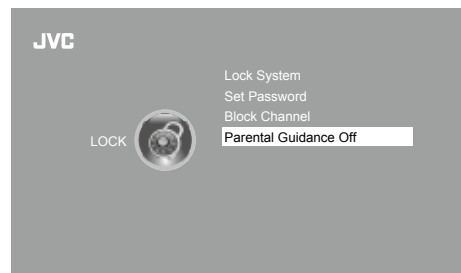 JVC
Lock System
Set Password
Block Channel
LOCK
Parental Guidance Off